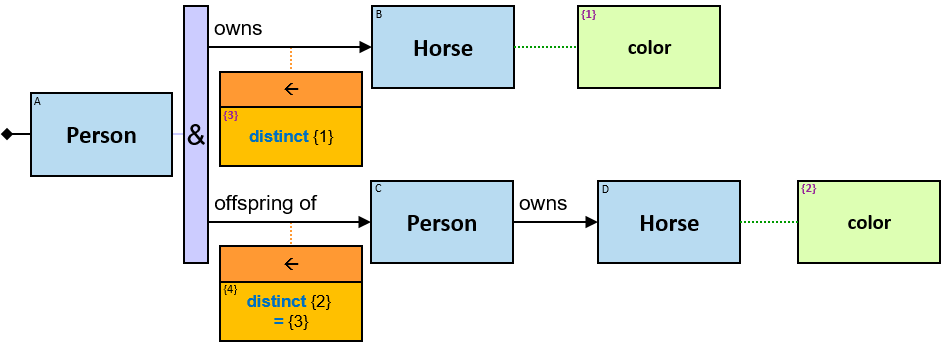 owns
B
Horse
{1}
color
←
A
Person
&
{3}
distinct {1}
offspring of
C
Person
owns
D
Horse
{2}
color
←
{4}
distinct {2}
= {3}